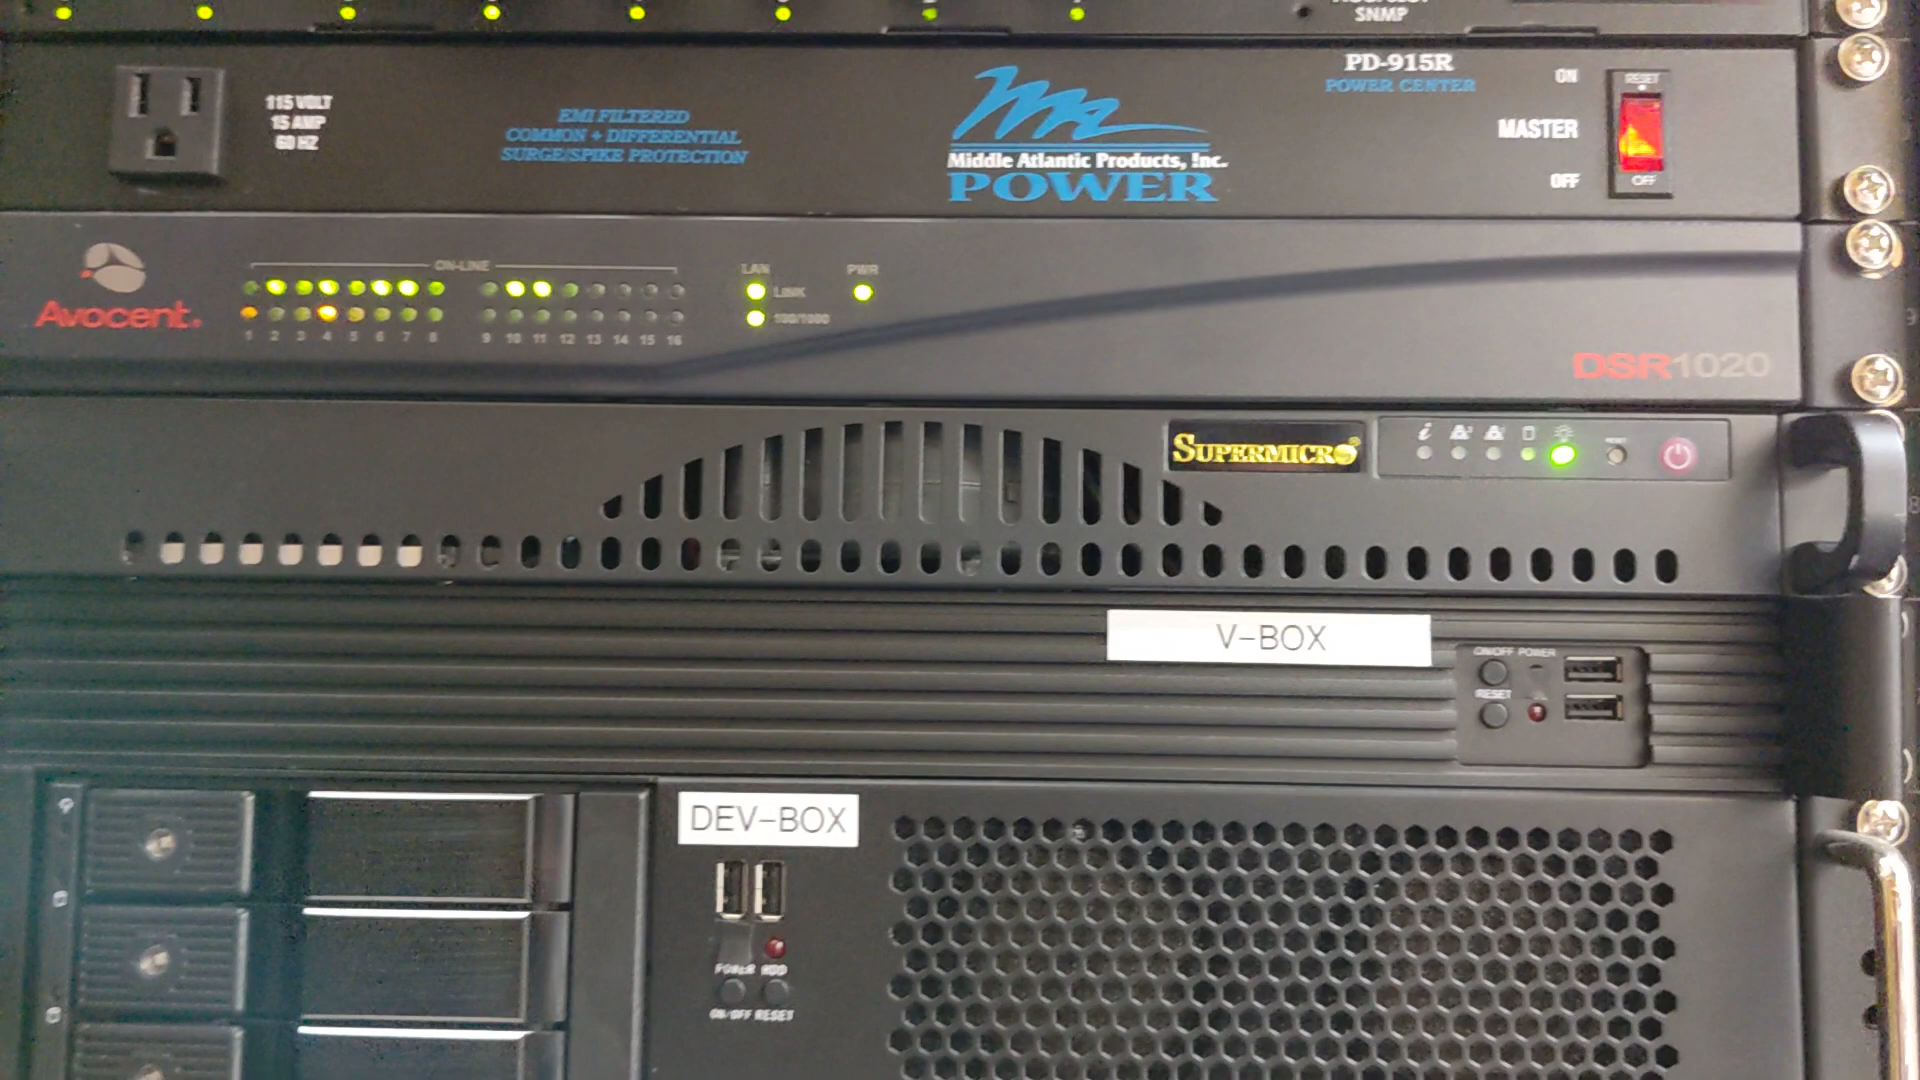 SNMP
115 VOLT
15 AMP
60 HZ
EMI FILTERED
COMMON + DIFFERENTIAL
SURGE/SPIKE PROTECTION
Middle Atlantic Products, Inc.
POWER
PD-915R
POWER CENTER
ON
MASTER
OFF
RESET
OFF
Avocent.
ON-LINE
1 2 3 4 5 6 7 8 9 10 11 12 13 14 15 16
LAN
LINK
100/1000
PWR
DSR1020
SUPERMICRO
RESET
V-BOX
ON/OFF POWER
RESET
DEV-BOX
POWER HDD
ON/OFF RESET